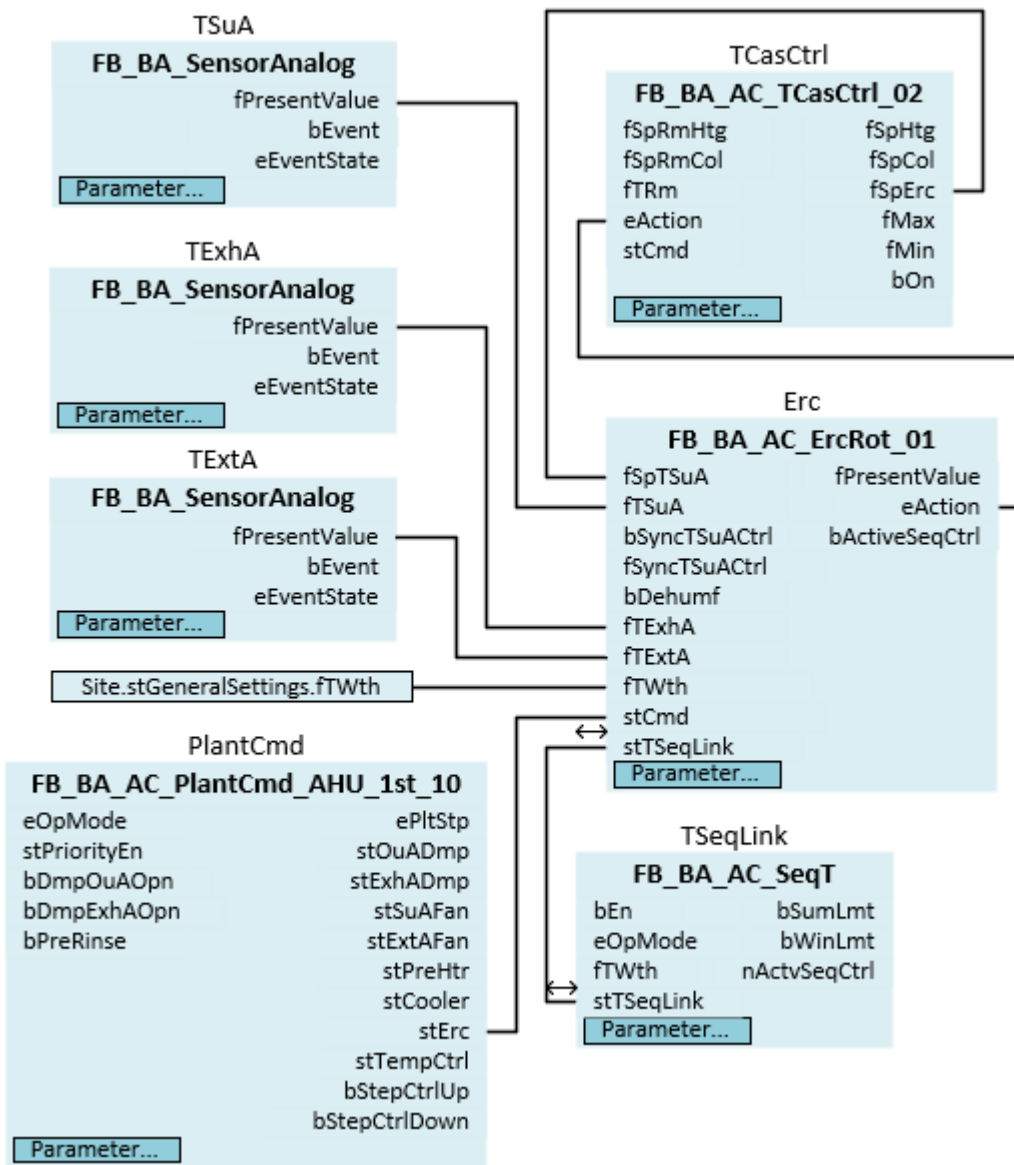 TSuA
FB_BA_SensorAnalog
fPresentValue
bEvent
eEventState
Parameter...
TExhA
FB_BA_SensorAnalog
fPresentValue
bEvent
eEventState
Parameter...
TExtA
FB_BA_SensorAnalog
fPresentValue
bEvent
eEventState
Parameter...
Site.stGeneralSettings.fTWth
PlantCmd
FB_BA_AC_PlantCmd_AHU_1st_10
eOpMode ePltStp
stPriorityEn stOuADmp
bDmpOuAOpn stExhADmp
bDmpExhAOpn stSuAFan
bPreRinse stExtAFan
stPreHtr
stCooler
stErc
stTempCtrl
bStepCtrlUp
bStepCtrlDown
Parameter...
TCasCtrl
FB_BA_AC_TCasCtrl_02
fSpRmHtg fSpHtg
fSpRmCol fSpCol
fTRm fSpErc
eAction fMax
stCmd fMin
bOn
Parameter...
Erc
FB_BA_AC_ErcRot_01
fSpTSuA fPresentValue
fTSuA eAction
bSyncTSuACtrl bActiveSeqCtrl
fSyncTSuACtrl
bDehumf
fTExhA
fTExtA
fTWth
stCmd
stTSeqLink
Parameter...
TSeqLink
FB_BA_AC_SeqT
bEn bSumLmt
eOpMode bWinLmt
fTWth nActvSeqCtrl
stTSeqLink
Parameter...